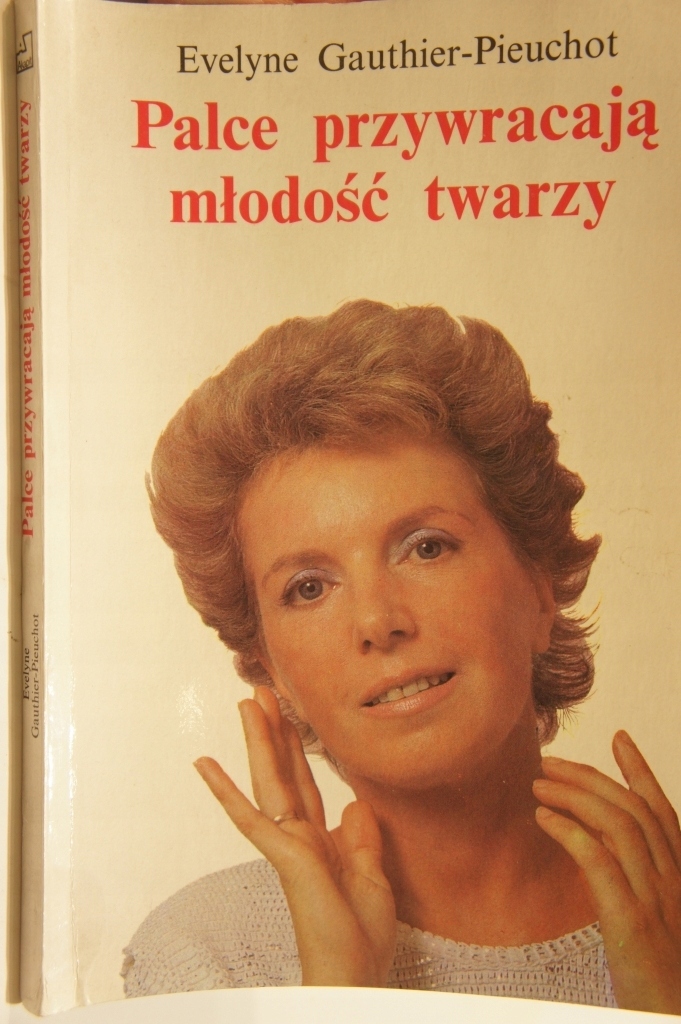 Evelyne Gauthier-Pieuchot
Palce przywracają
młodość twarzy
Palce przywracają młodość twarzy
Evelyne
Gauthier-Pieuchot